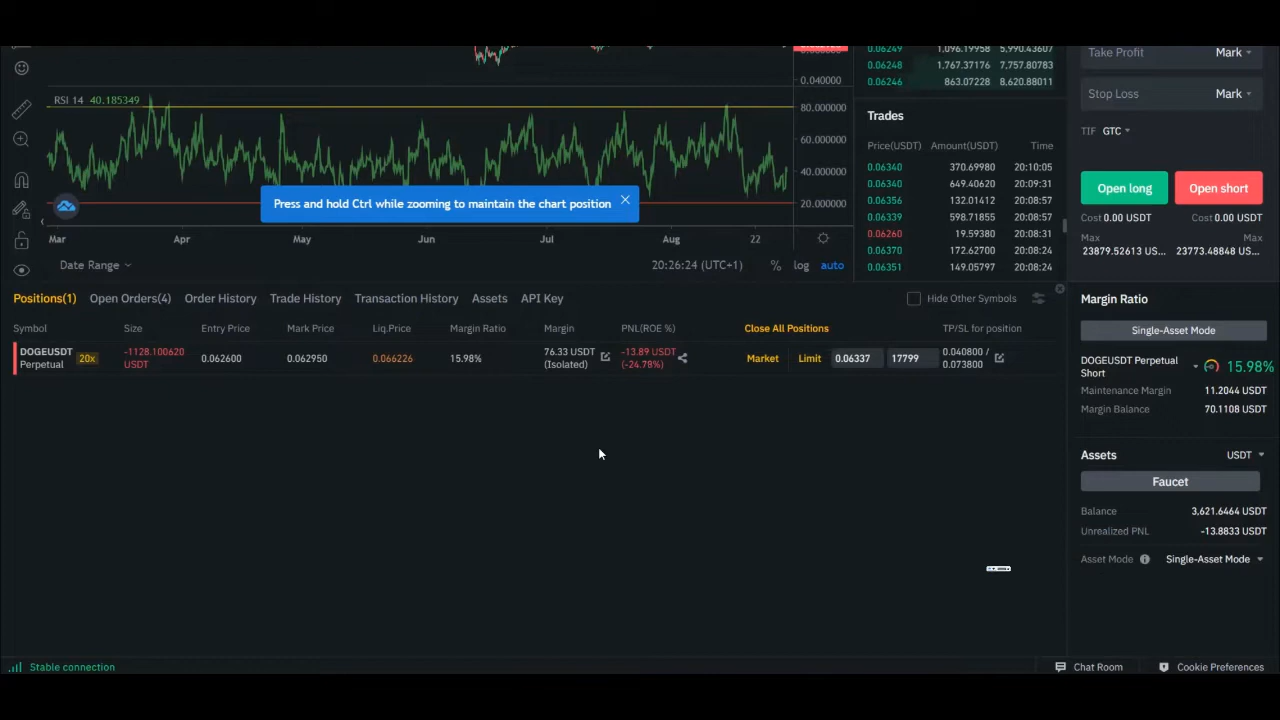 0.06249 1,096.19958 5,990.43607
0.06248 1,767.37176 7,757.80783
0.06246 863.07228 8,620.88011
Take Profit Mark
Stop Loss Mark
TIF GTC
0.040000
RSI 14 40.185349
80.000000
60.000000
40.000000
20.000000
Press and hold Ctrl while zooming to maintain the chart position
Mar Apr May Jun Jul Aug 22
Date Range 20:26:24 (UTC+1) % log auto
Trades
Price(USDT) Amount(USDT) Time
0.06340 370.69980 20:10:05
0.06340 649.40620 20:09:31
0.06356 132.01412 20:08:57
0.06339 598.71855 20:08:57
0.06260 19.59380 20:08:31
0.06370 172.62700 20:08:24
0.06351 149.05797 20:08:24
Open long Open short
Cost 0.00 USDT Cost 0.00 USDT
Max Max
23879.52613 US... 23773.48848 US...
Positions(1) Open Orders(4) Order History Trade History Transaction History Assets API Key Hide Other Symbols
Symbol Size Entry Price Mark Price Liq.Price Margin Ratio Margin PNL(ROE %) Close All Positions TP/SL for position
DOGEUSDT 20x -1128.100620 0.062600 0.062950 0.066226 15.98% 76.33 USDT -13.89 USDT Market Limit 0.06337 17799 0.040800 /
Perpetual USDT (Isolated) (-24.78%) 0.073800
Margin Ratio
Single-Asset Mode
DOGEUSDT Perpetual
Short
15.98%
Maintenance Margin 11.2044 USDT
Margin Balance 70.1108 USDT
Assets USDT
Faucet
Balance 3,621.6464 USDT
Unrealized PNL -13.8833 USDT
Asset Mode Single-Asset Mode
Stable connection Chat Room Cookie Preferences